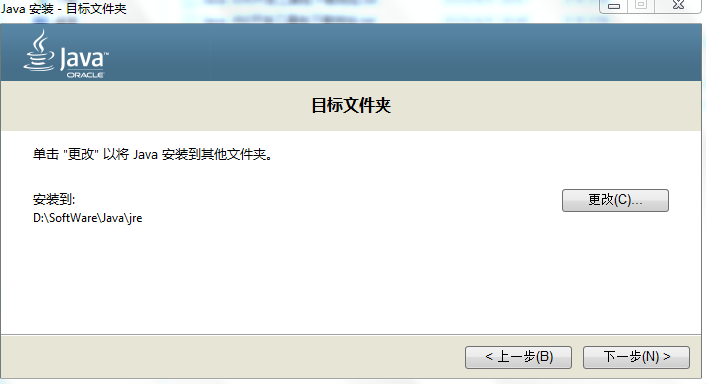 Java 安装 - 目标文件夹
Java™
ORACLE
目标文件夹
单击 "更改" 以将 Java 安装到其他文件夹。
安装到:
更改(C)...
D:\SoftWare\Java\jre
< 上一步(B)
下一步(N) >